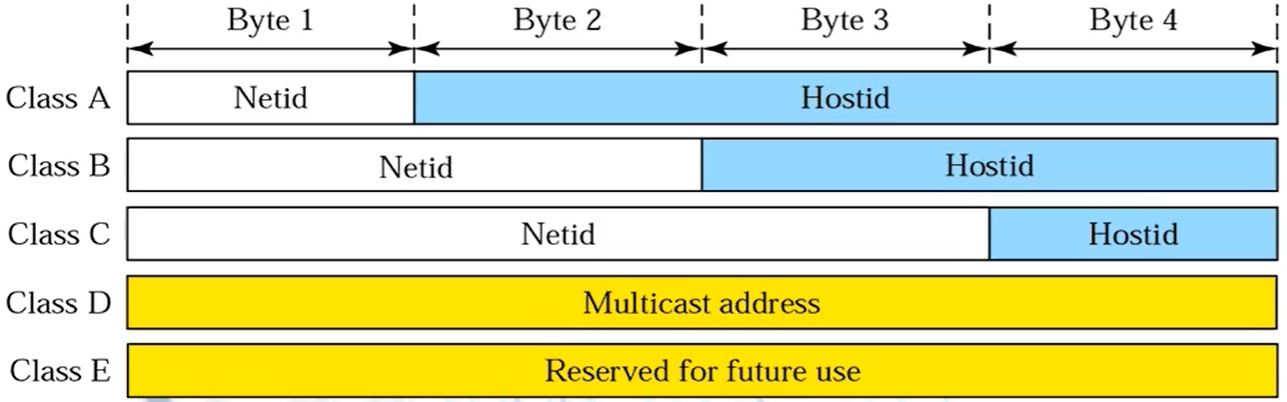 Byte 1 Byte 2 Byte 3 Byte 4
Class A Netid Hostid
Class B Netid Hostid
Class C Netid Hostid
Class D Multicast address
Class E Reserved for future use